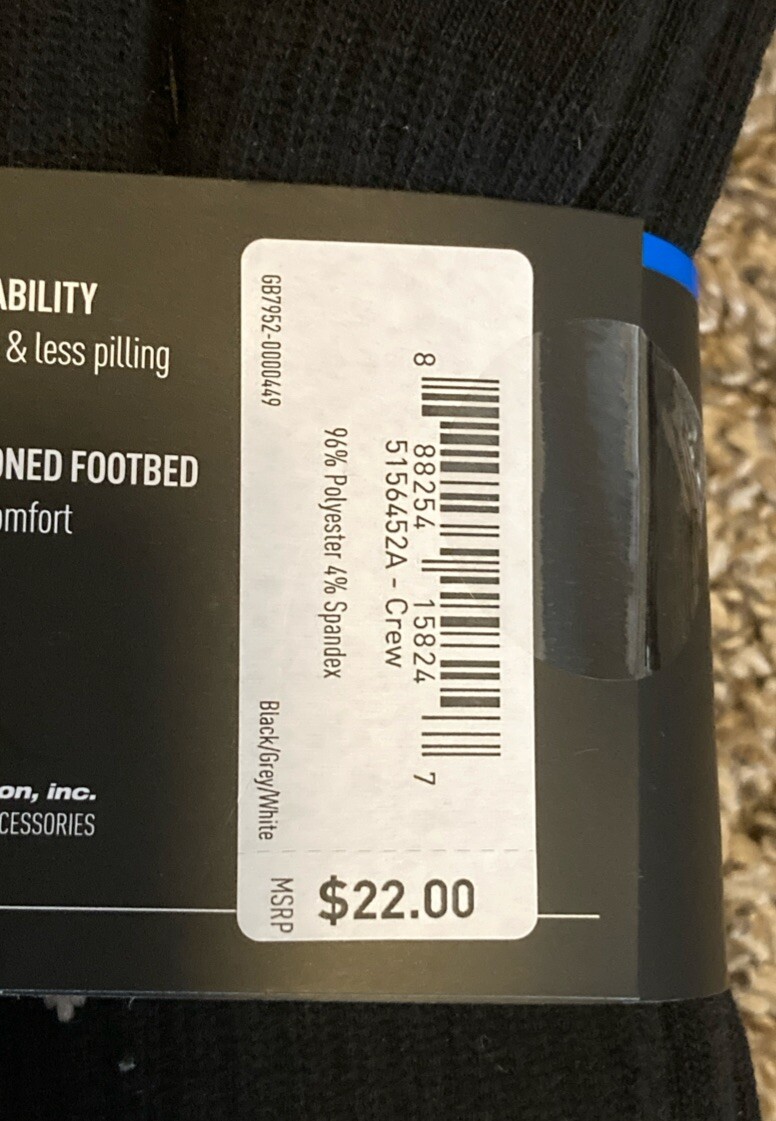 ABILITY
& less pilling
ONED FOOTBED
omfort
on, inc.
CESSORIES
GB7952-0000449
Black/Grey/White
96% Polyester 4% Spandex
5156452A - Crew
8 88254 15824 7
MSRP $22.00